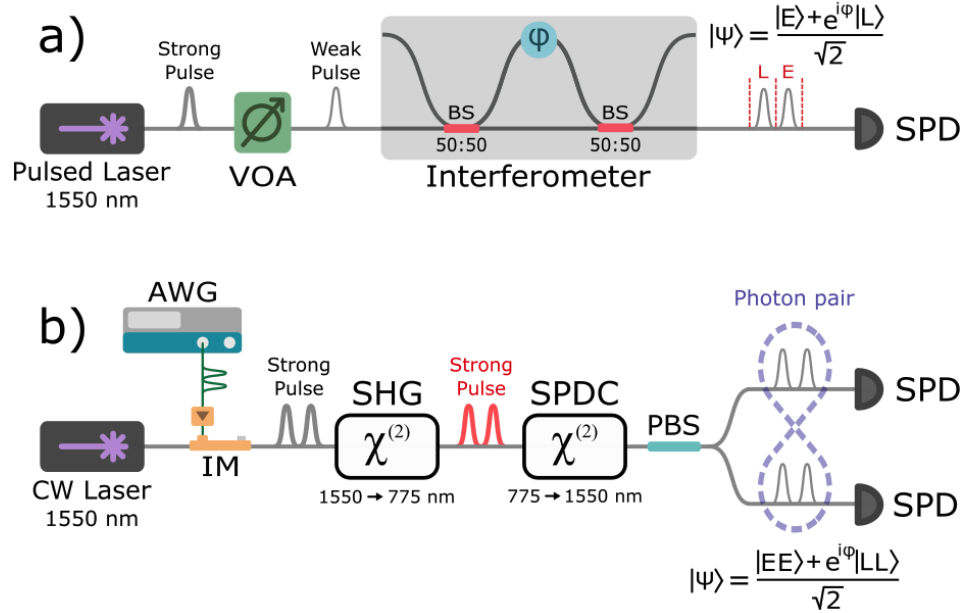 a)
Strong
Pulse
Weak
Pulse
φ
BS
50:50
BS
50:50
|Ψ⟩ = |E⟩+e^{iφ}|L⟩ / √2
L E
SPD
Pulsed Laser
1550 nm
VOA
Interferometer
b)
AWG
Photon pair
Strong
Pulse
Strong
Pulse
SHG
χ^{(2)}
1550 → 775 nm
SPDC
χ^{(2)}
775 → 1550 nm
PBS
SPD
IM
CW Laser
1550 nm
SPD
|Ψ⟩ = |EE⟩+e^{iφ}|LL⟩ / √2